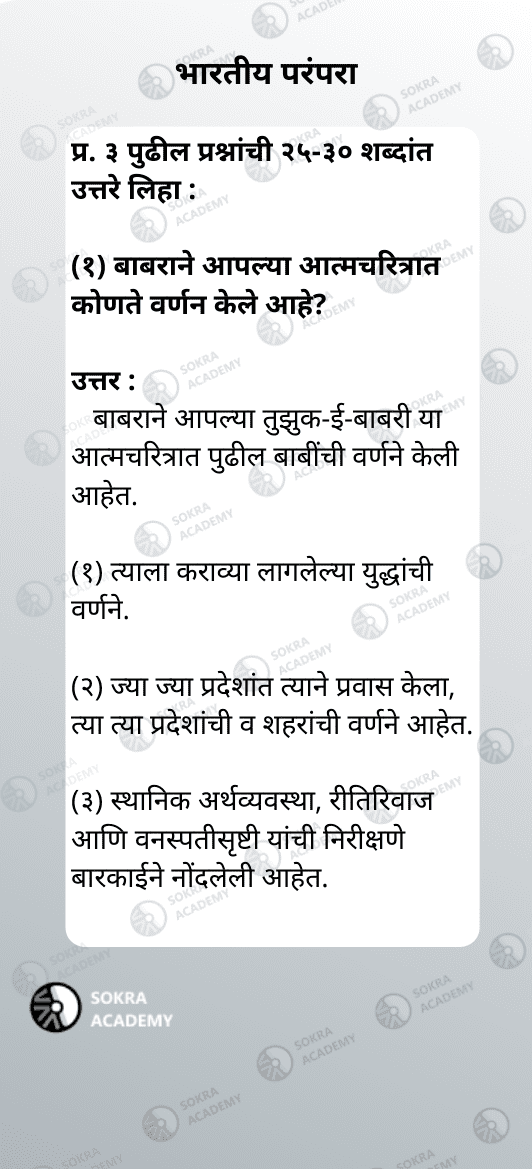 भारतीय परंपरा
प्र. ३ पुढील प्रश्नांची २५-३० शब्दांत
उत्तरे लिहा :
(१) बाबराने आपल्या आत्मचरित्रात
कोणते वर्णन केले आहे?
उत्तर :
बाबराने आपल्या तुझुक-ई-बाबरी या
आत्मचरित्रात पुढील बाबींची वर्णने केली
आहेत.
(१) त्याला कराव्या लागलेल्या युद्धांची
वर्णने.
(२) ज्या ज्या प्रदेशांत त्याने प्रवास केला,
त्या त्या प्रदेशांची व शहरांची वर्णने आहेत.
(३) स्थानिक अर्थव्यवस्था, रीतिरिवाज
आणि वनस्पतीसृष्टी यांची निरीक्षणे
बारकाईने नोंदलेली आहेत.
SOKRA
ACADEMY